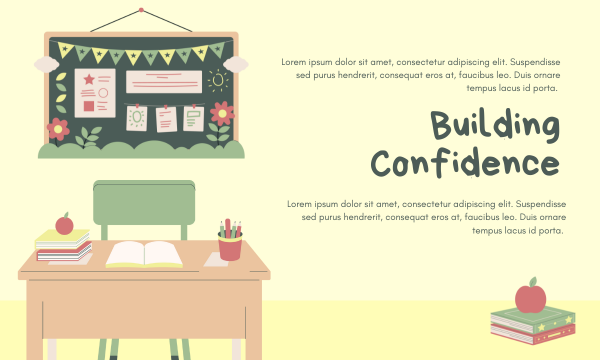 Lorem ipsum dolor sit amet, consectetur adipiscing elit. Suspendisse
sed purus hendrerit, consequat eros at, faucibus leo. Duis ornare
tempus lacus id porta.
Building
Confidence
Lorem ipsum dolor sit amet, consectetur adipiscing elit. Suspendisse
sed purus hendrerit, consequat eros at, faucibus leo. Duis ornare
tempus lacus id porta.